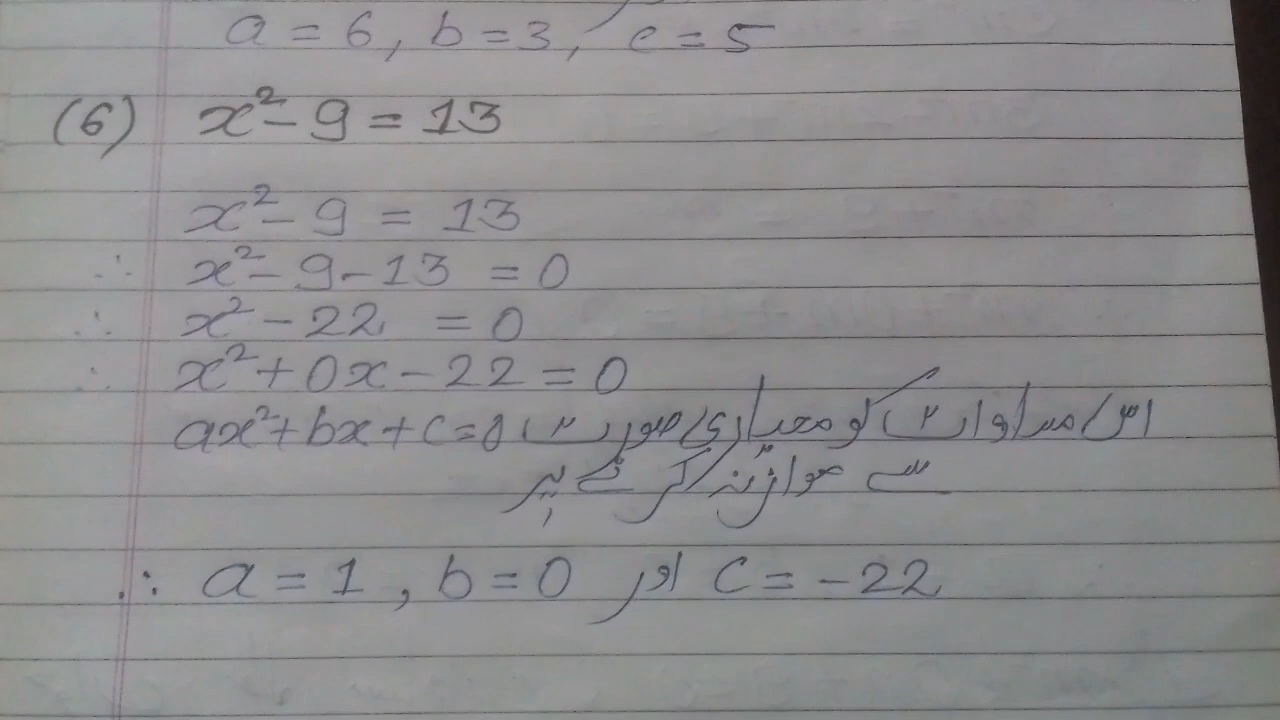 a = 6, b = 3, c = 5
(6) x² - 9 = 13
x² - 9 = 13
∴ x² - 9 - 13 = 0
∴ x² - 22 = 0
∴ x² + 0x - 22 = 0
اس مساوات کو معیاری صورت ax² + bx + c = 0
سے موازنہ کرنے پر
∴ a = 1, b = 0 اور c = -22